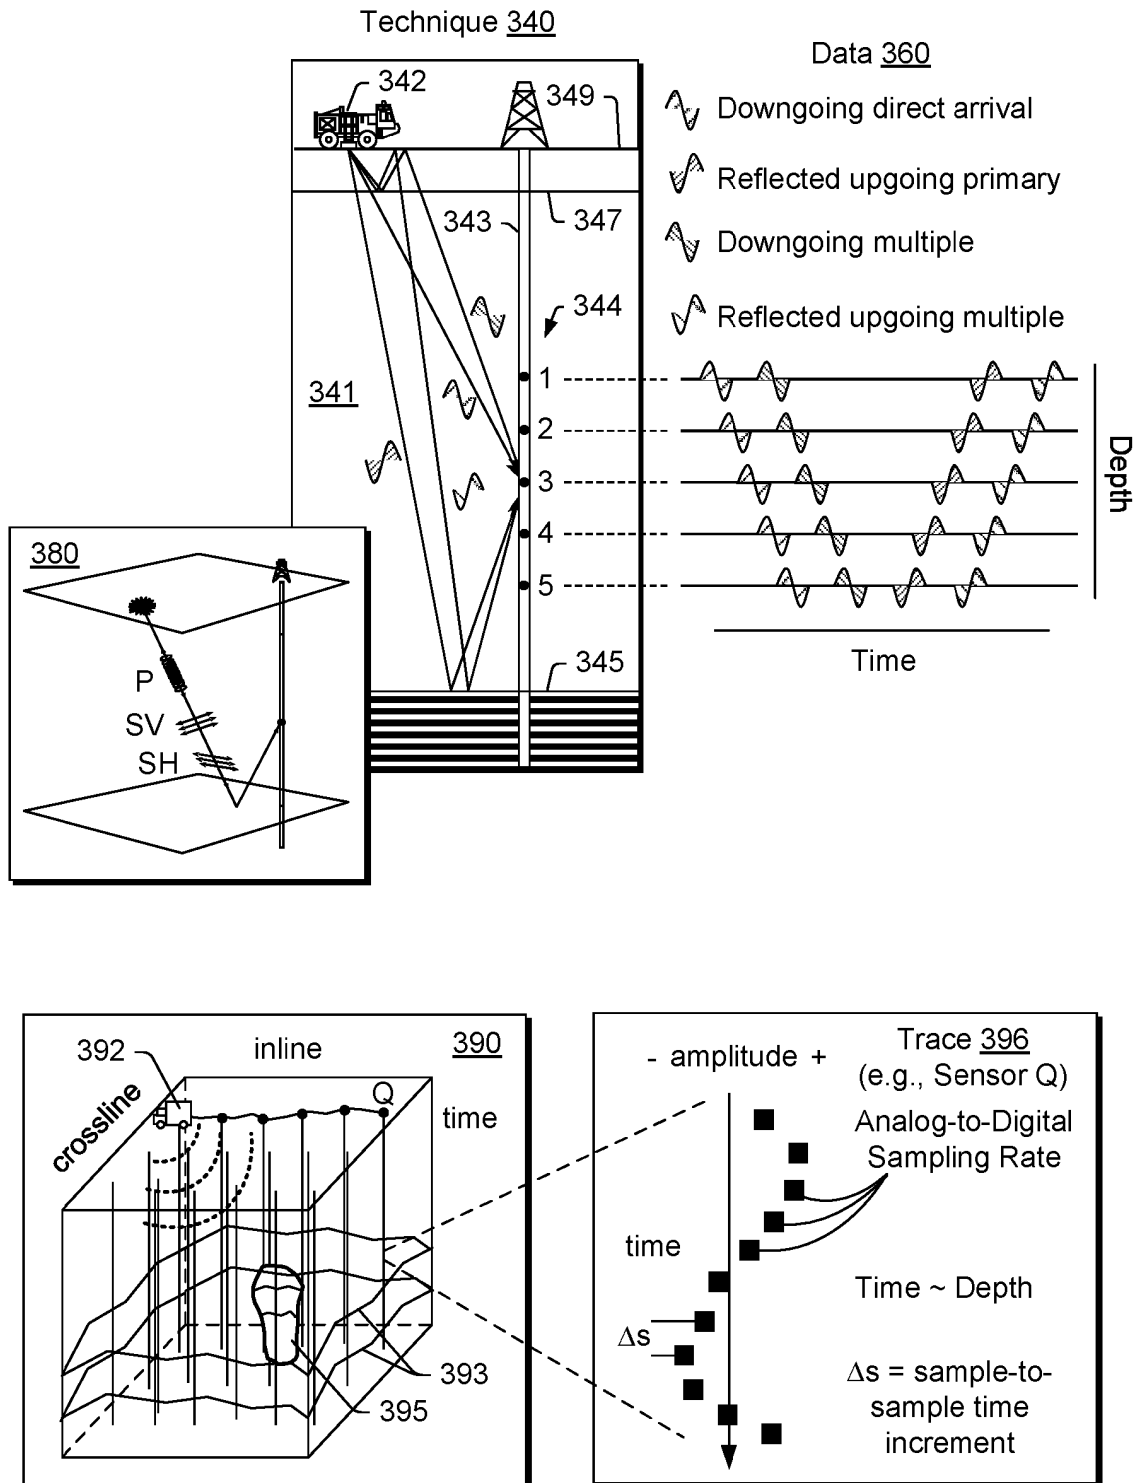 Technique 340
Data 360
342
349
Downgoing direct arrival
Reflected upgoing primary
343
347
Downgoing multiple
344
Reflected upgoing multiple
341
1
2
3
4
5
Depth
Time
345
380
P
SV
SH
390
392
inline
crossline
Q
time
393
395
- amplitude +
Trace 396
(e.g., Sensor Q)
Analog-to-Digital
Sampling Rate
time
Time ~ Depth
Δs
Δs = sample-to-
sample time
increment